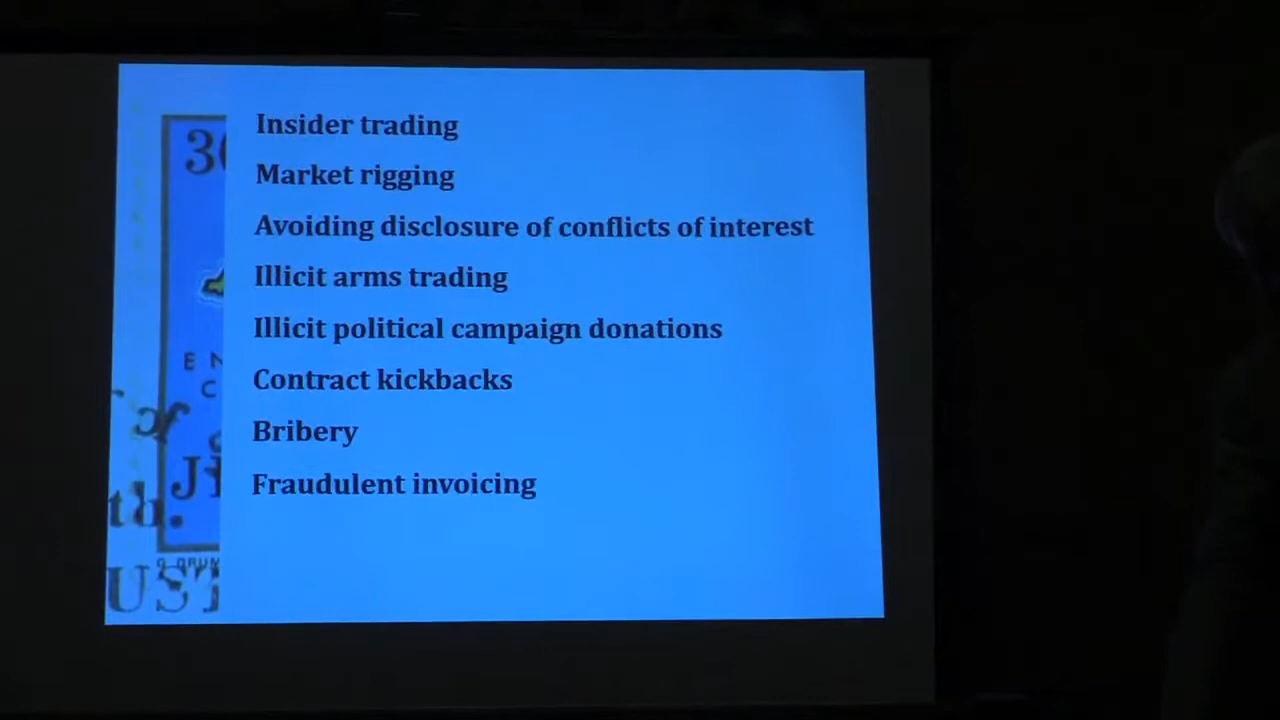 Insider trading
Market rigging
Avoiding disclosure of conflicts of interest
Illicit arms trading
Illicit political campaign donations
Contract kickbacks
Bribery
Fraudulent invoicing
of